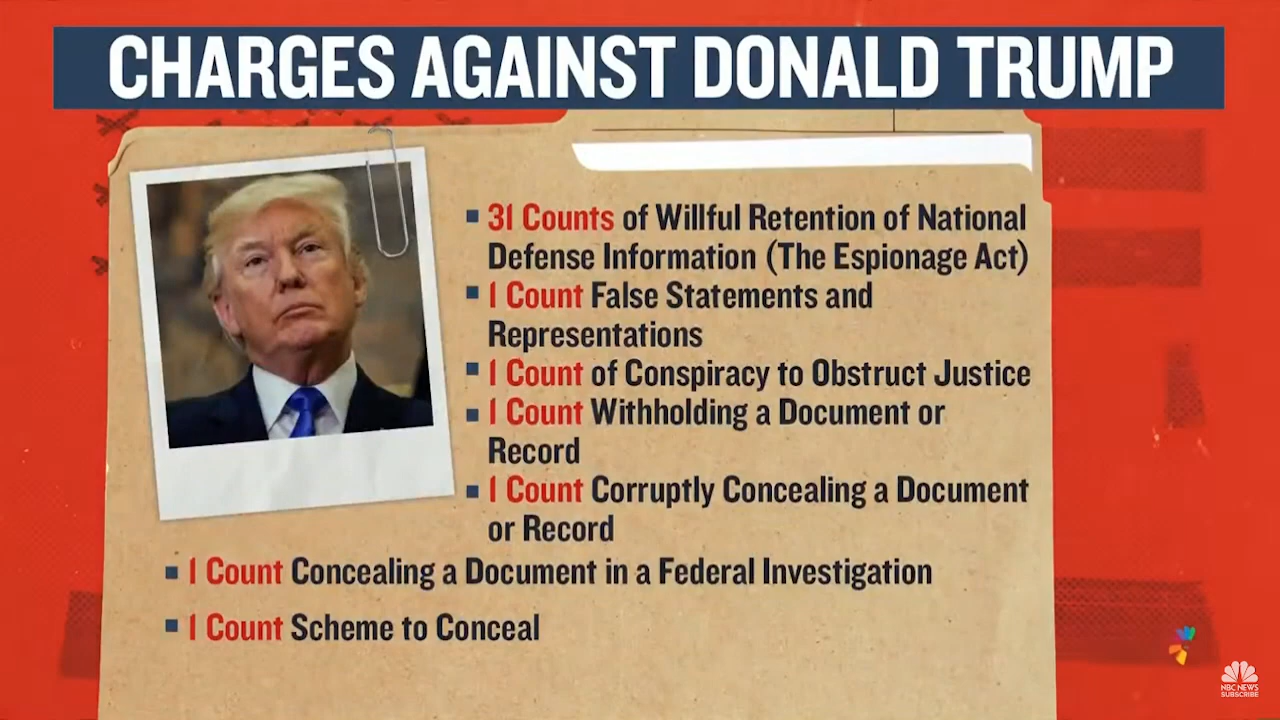 CHARGES AGAINST DONALD TRUMP
▪ 31 Counts of Willful Retention of National
Defense Information (The Espionage Act)
▪ 1 Count False Statements and
Representations
▪ 1 Count of Conspiracy to Obstruct Justice
▪ 1 Count Withholding a Document or
Record
▪ 1 Count Corruptly Concealing a Document
or Record
▪ 1 Count Concealing a Document in a Federal Investigation
▪ 1 Count Scheme to Conceal
NBC NEWS
SUBSCRIBE